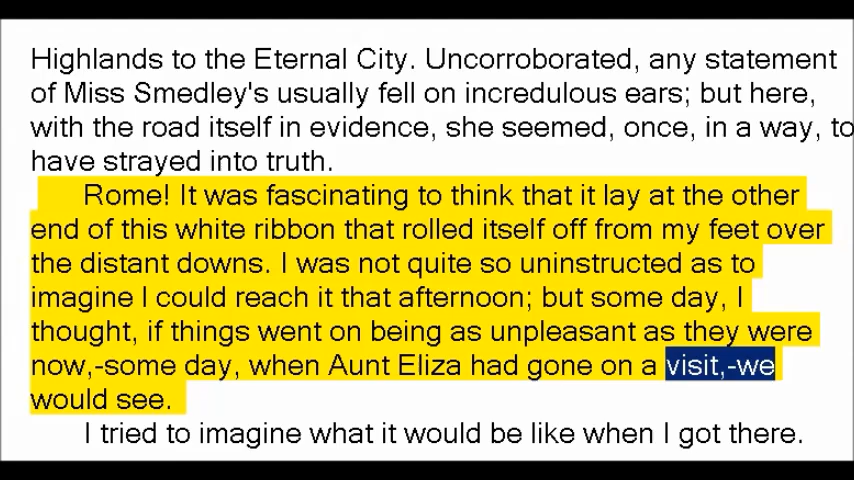 Highlands to the Eternal City. Uncorroborated, any statement
of Miss Smedley's usually fell on incredulous ears; but here,
with the road itself in evidence, she seemed, once, in a way, to
have strayed into truth.
Rome! It was fascinating to think that it lay at the other
end of this white ribbon that rolled itself off from my feet over
the distant downs. I was not quite so uninstructed as to
imagine I could reach it that afternoon; but some day, I
thought, if things went on being as unpleasant as they were
now,-some day, when Aunt Eliza had gone on a visit,-we
would see.
I tried to imagine what it would be like when I got there.